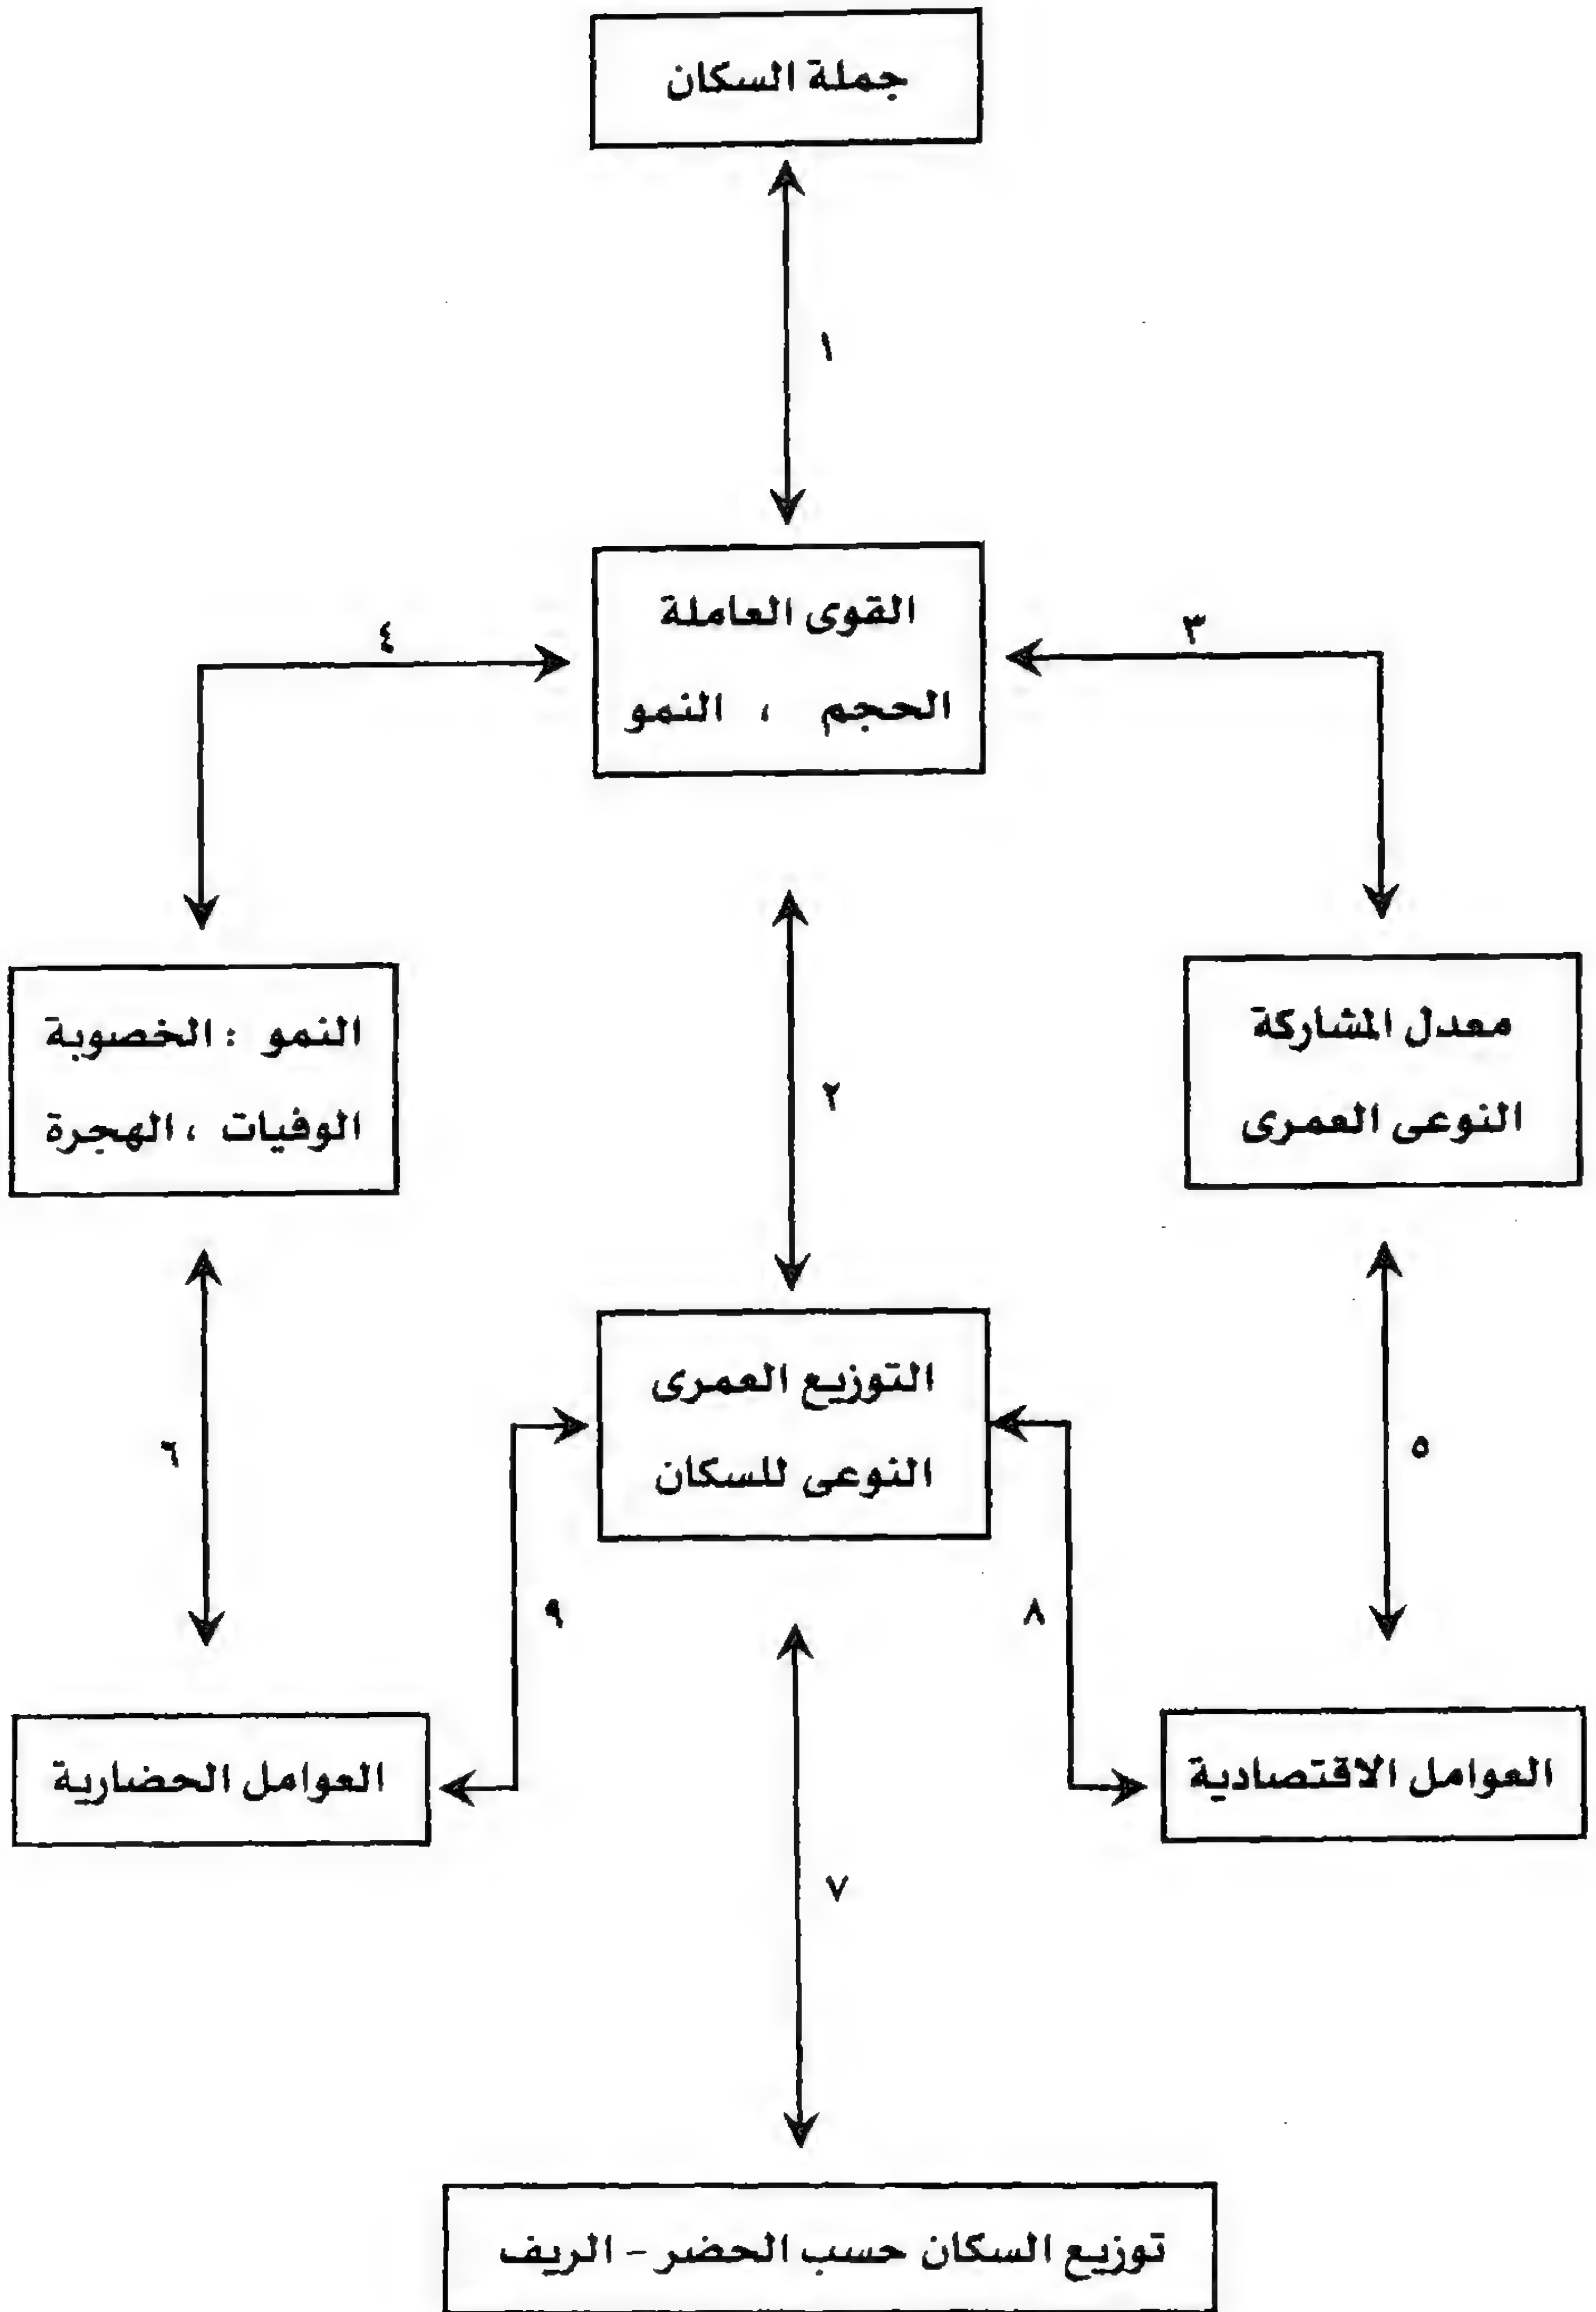 جملة السكان
١
القوى العاملة
الحجم ، النمو
٣
٤
معدل المشاركة
النوعى العمرى
النمو : الخصوبة
الوفيات ، الهجرة
٢
التوزيع العمرى
النوعى للسكان
٥
٦
٨
٩
العوامل الاقتصادية
العوامل الحضارية
٧
توزيع السكان حسب الحضر - الريف